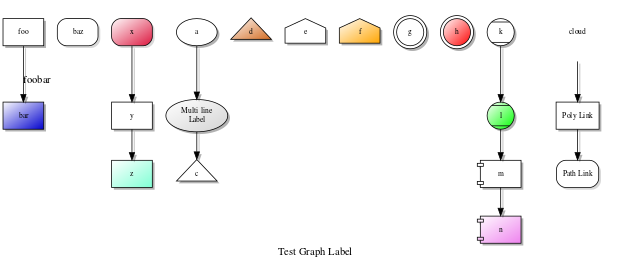 foo
baz
x
a
d
e
f
g
h
k
cloud
foobar
bar
y
Multi line
Label
l
Poly Link
z
c
m
Path Link
n
Test Graph Label